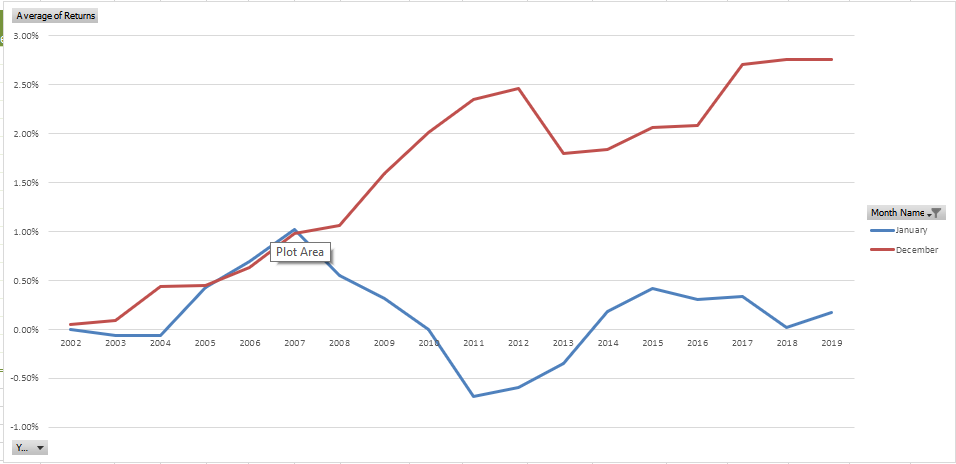 Average of Returns
3.00%
2.50%
2.00%
1.50%
1.00%
0.50%
0.00%
-0.50%
-1.00%
2002 2003 2004 2005 2006 2007 2008 2009 2010 2011 2012 2013 2014 2015 2016 2017 2018 2019
Plot Area
Month Name
January
December
Y...